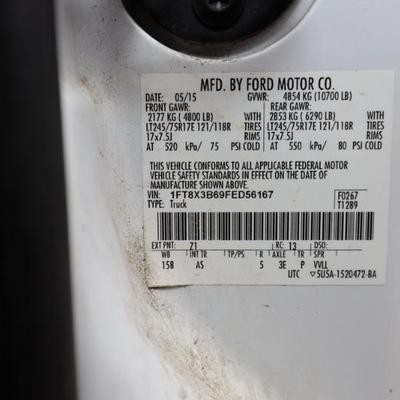 MFD. BY FORD MOTOR CO.
DATE: 05/15 GVWR: 4854 KG (10700 LB)
FRONT GAWR: REAR GAWR:
2177 KG ( 4800 LB) WITH 2853 KG ( 6290 LB) WITH
LT245/75R17E 121/118R TIRES LT245/75R17E 121/118R TIRES
17x7.5J RIMS 17x7.5J RIMS
AT 520 kPa/ 75 PSI COLD AT 550 kPa/ 80 PSI COLD
THIS VEHICLE CONFORMS TO ALL APPLICABLE FEDERAL MOTOR
VEHICLE SAFETY STANDARDS IN EFFECT ON THE DATE OF
MANUFACTURE SHOWN ABOVE.
VIN: 1FT8X3B69FED56167 F0267
TYPE: Truck T1289
EXT PNT: Z1 RC: 13 DSO:
WB INT TR TP/PS R AXLE TR SPR
158 AS 5 3E P VVLL
UTC ▽5U5A-1520472-BA